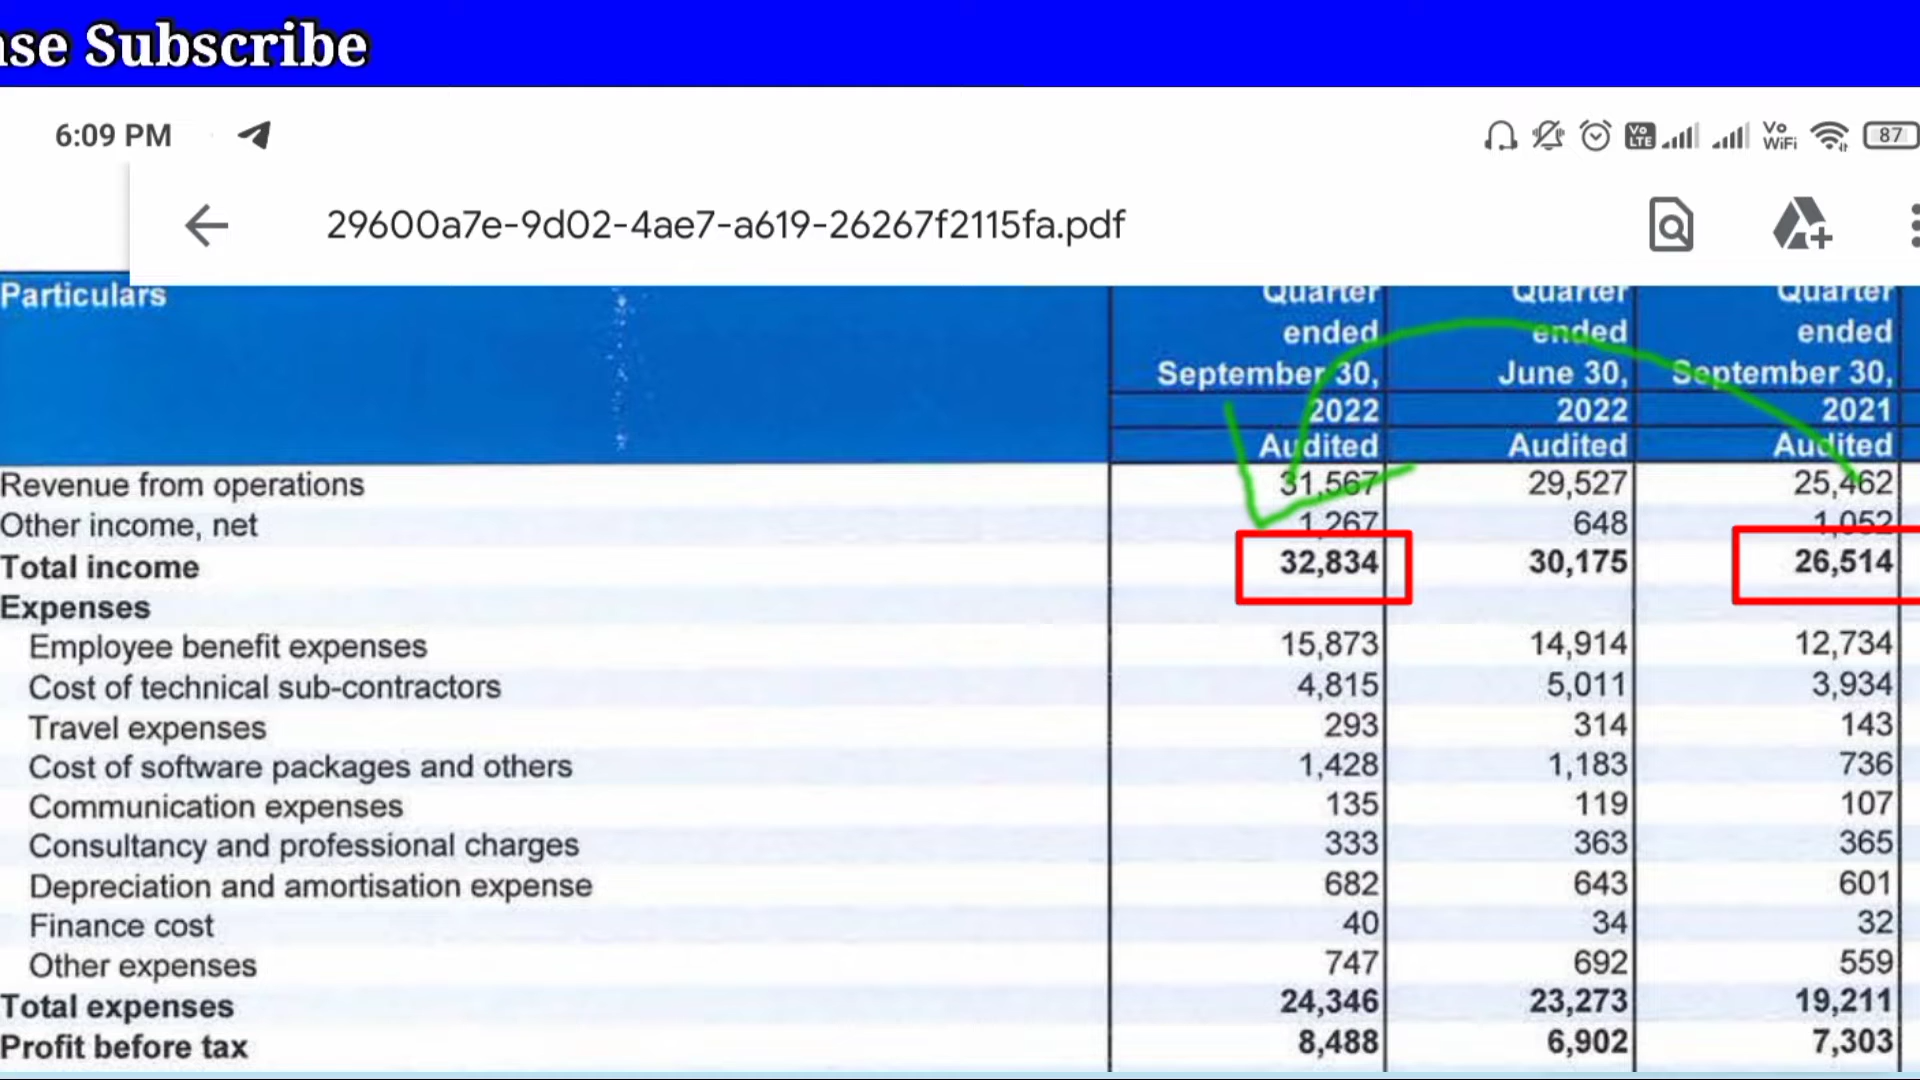 se Subscribe
6:09 PM Vo LTE Vo WiFi 87
29600a7e-9d02-4ae7-a619-26267f2115fa.pdf
Particulars Quarter Quarter Quarter
ended ended ended
September 30, June 30, September 30,
2022 2022 2021
Audited Audited Audited
Revenue from operations 31,567 29,527 25,462
Other income, net 1,267 648 1,052
Total income 32,834 30,175 26,514
Expenses
Employee benefit expenses 15,873 14,914 12,734
Cost of technical sub-contractors 4,815 5,011 3,934
Travel expenses 293 314 143
Cost of software packages and others 1,428 1,183 736
Communication expenses 135 119 107
Consultancy and professional charges 333 363 365
Depreciation and amortisation expense 682 643 601
Finance cost 40 34 32
Other expenses 747 692 559
Total expenses 24,346 23,273 19,211
Profit before tax 8,488 6,902 7,303